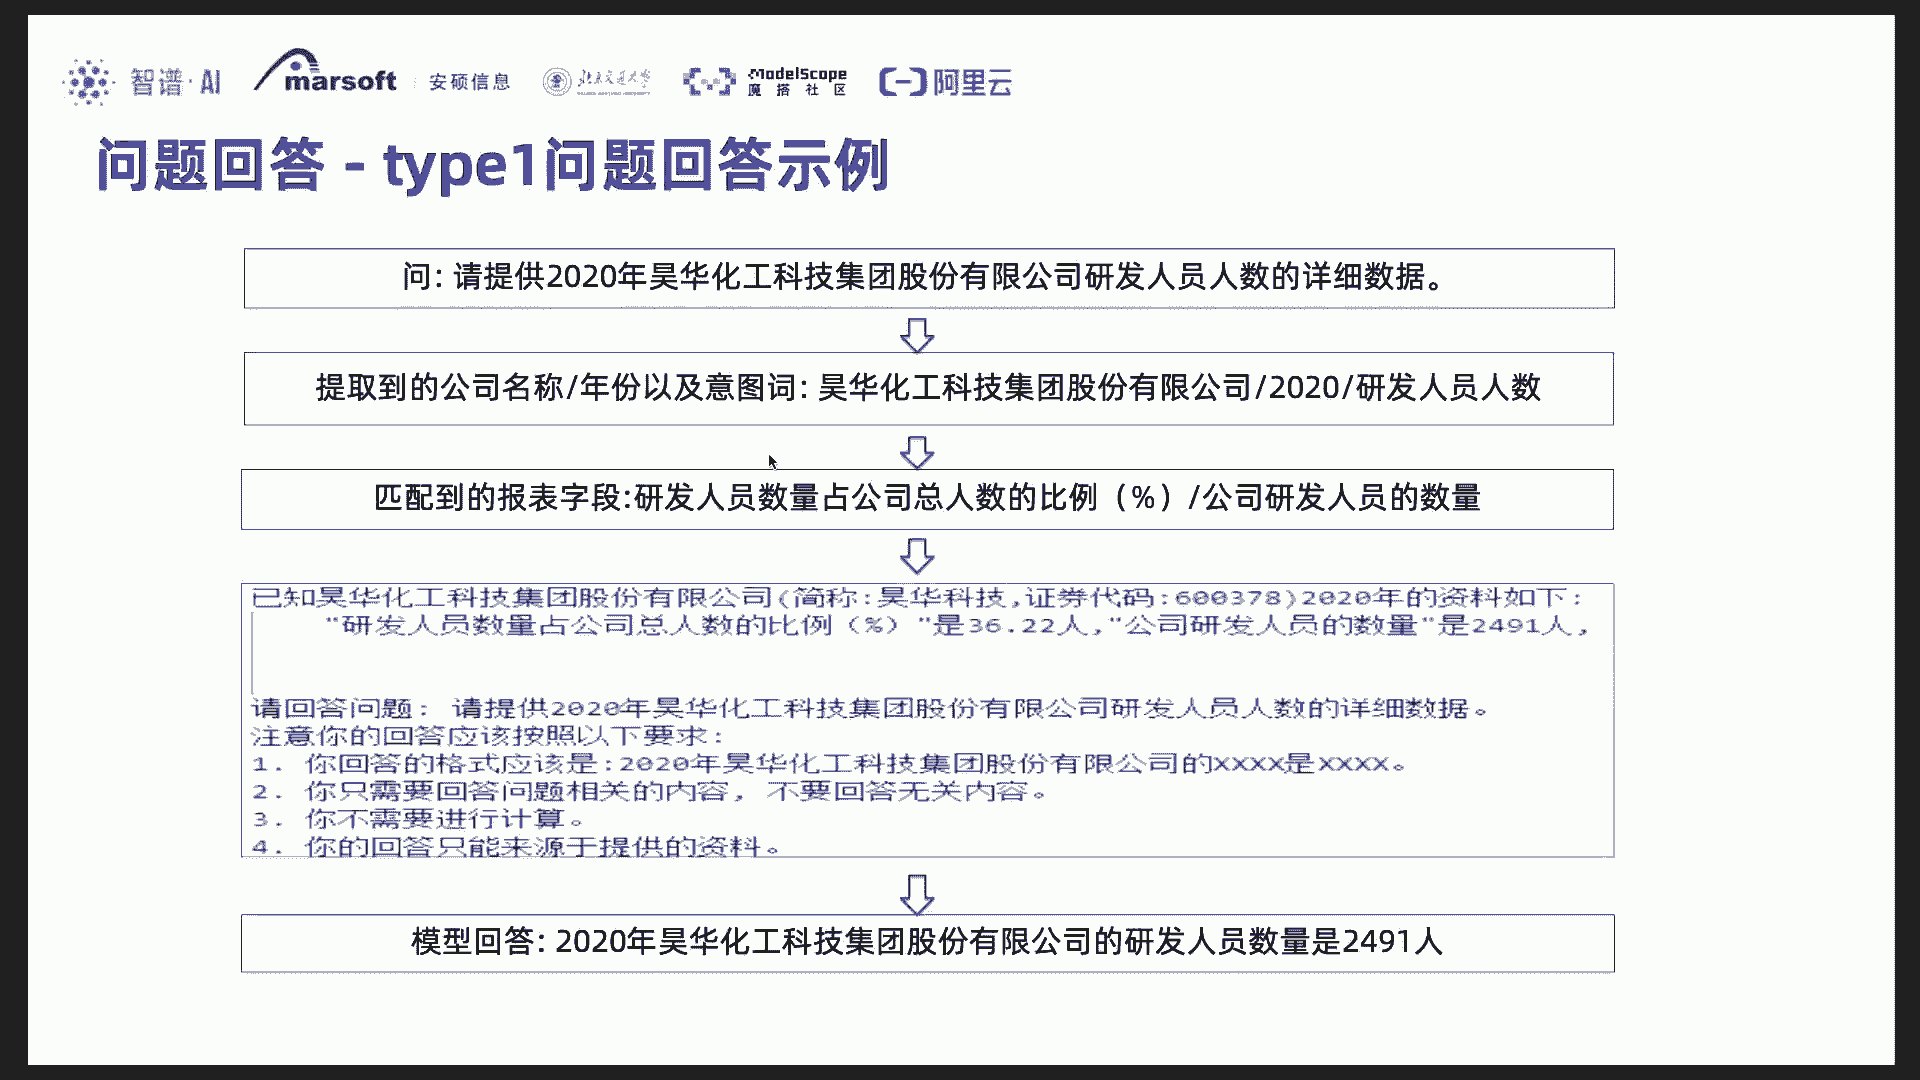 智谱·AI marsoft 安硕信息 北京交通大学 ModelScope 魔搭社区 阿里云
问题回答 - type1问题回答示例
问: 请提供2020年昊华化工科技集团股份有限公司研发人员人数的详细数据。
提取到的公司名称/年份以及意图词: 昊华化工科技集团股份有限公司/2020/研发人员人数
匹配到的报表字段:研发人员数量占公司总人数的比例（%）/公司研发人员的数量
已知昊华化工科技集团股份有限公司(简称:昊华科技,证券代码:600378)2020年的资料如下:
"研发人员数量占公司总人数的比例（%）"是36.22人,"公司研发人员的数量"是2491人,
请回答问题: 请提供2020年昊华化工科技集团股份有限公司研发人员人数的详细数据。
注意你的回答应该按照以下要求:
1. 你回答的格式应该是:2020年昊华化工科技集团股份有限公司的XXXX是XXXX。
2. 你只需要回答问题相关的内容, 不要回答无关内容。
3. 你不需要进行计算。
4. 你的回答只能来源于提供的资料。
模型回答: 2020年昊华化工科技集团股份有限公司的研发人员数量是2491人